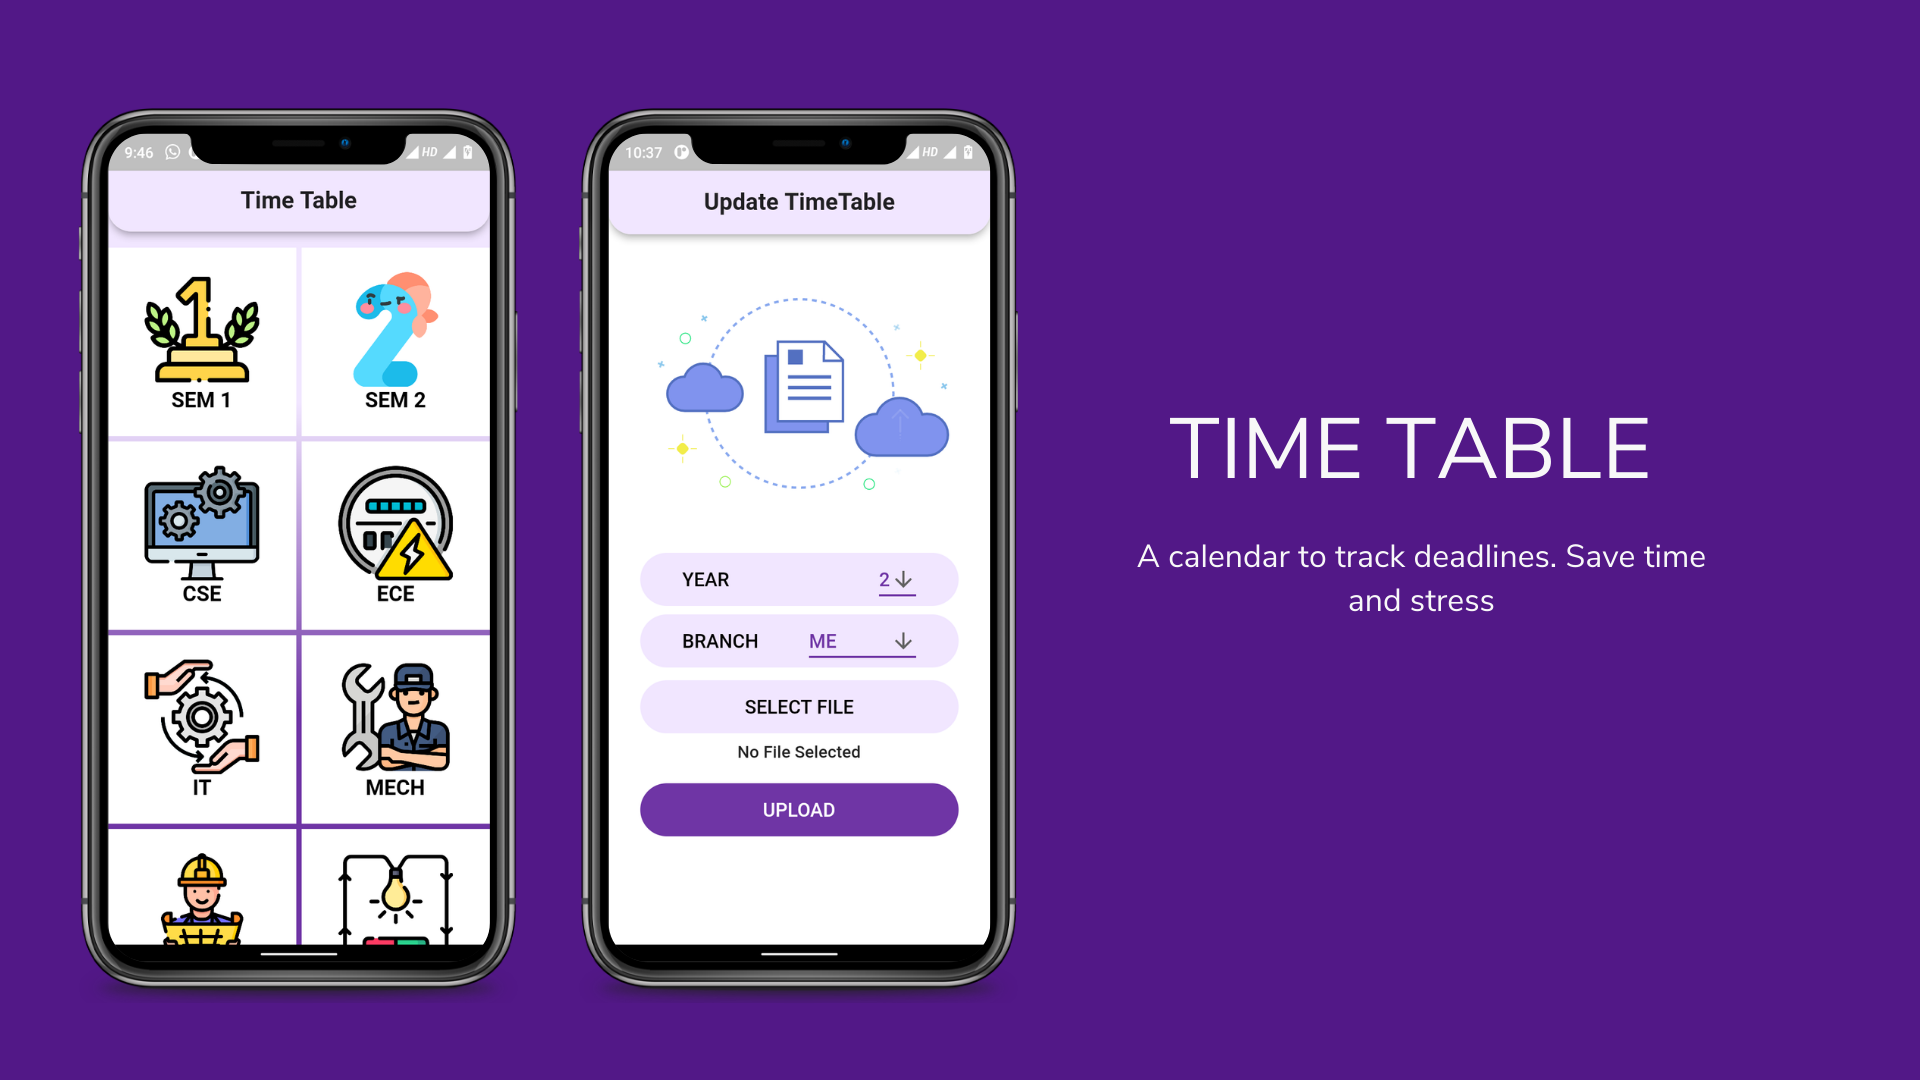 9:46
HD
Time Table
SEM 1
SEM 2
CSE
ECE
IT
MECH
10:37
HD
Update TimeTable
YEAR
2
BRANCH
ME
SELECT FILE
No File Selected
UPLOAD
TIME TABLE
A calendar to track deadlines. Save time
and stress